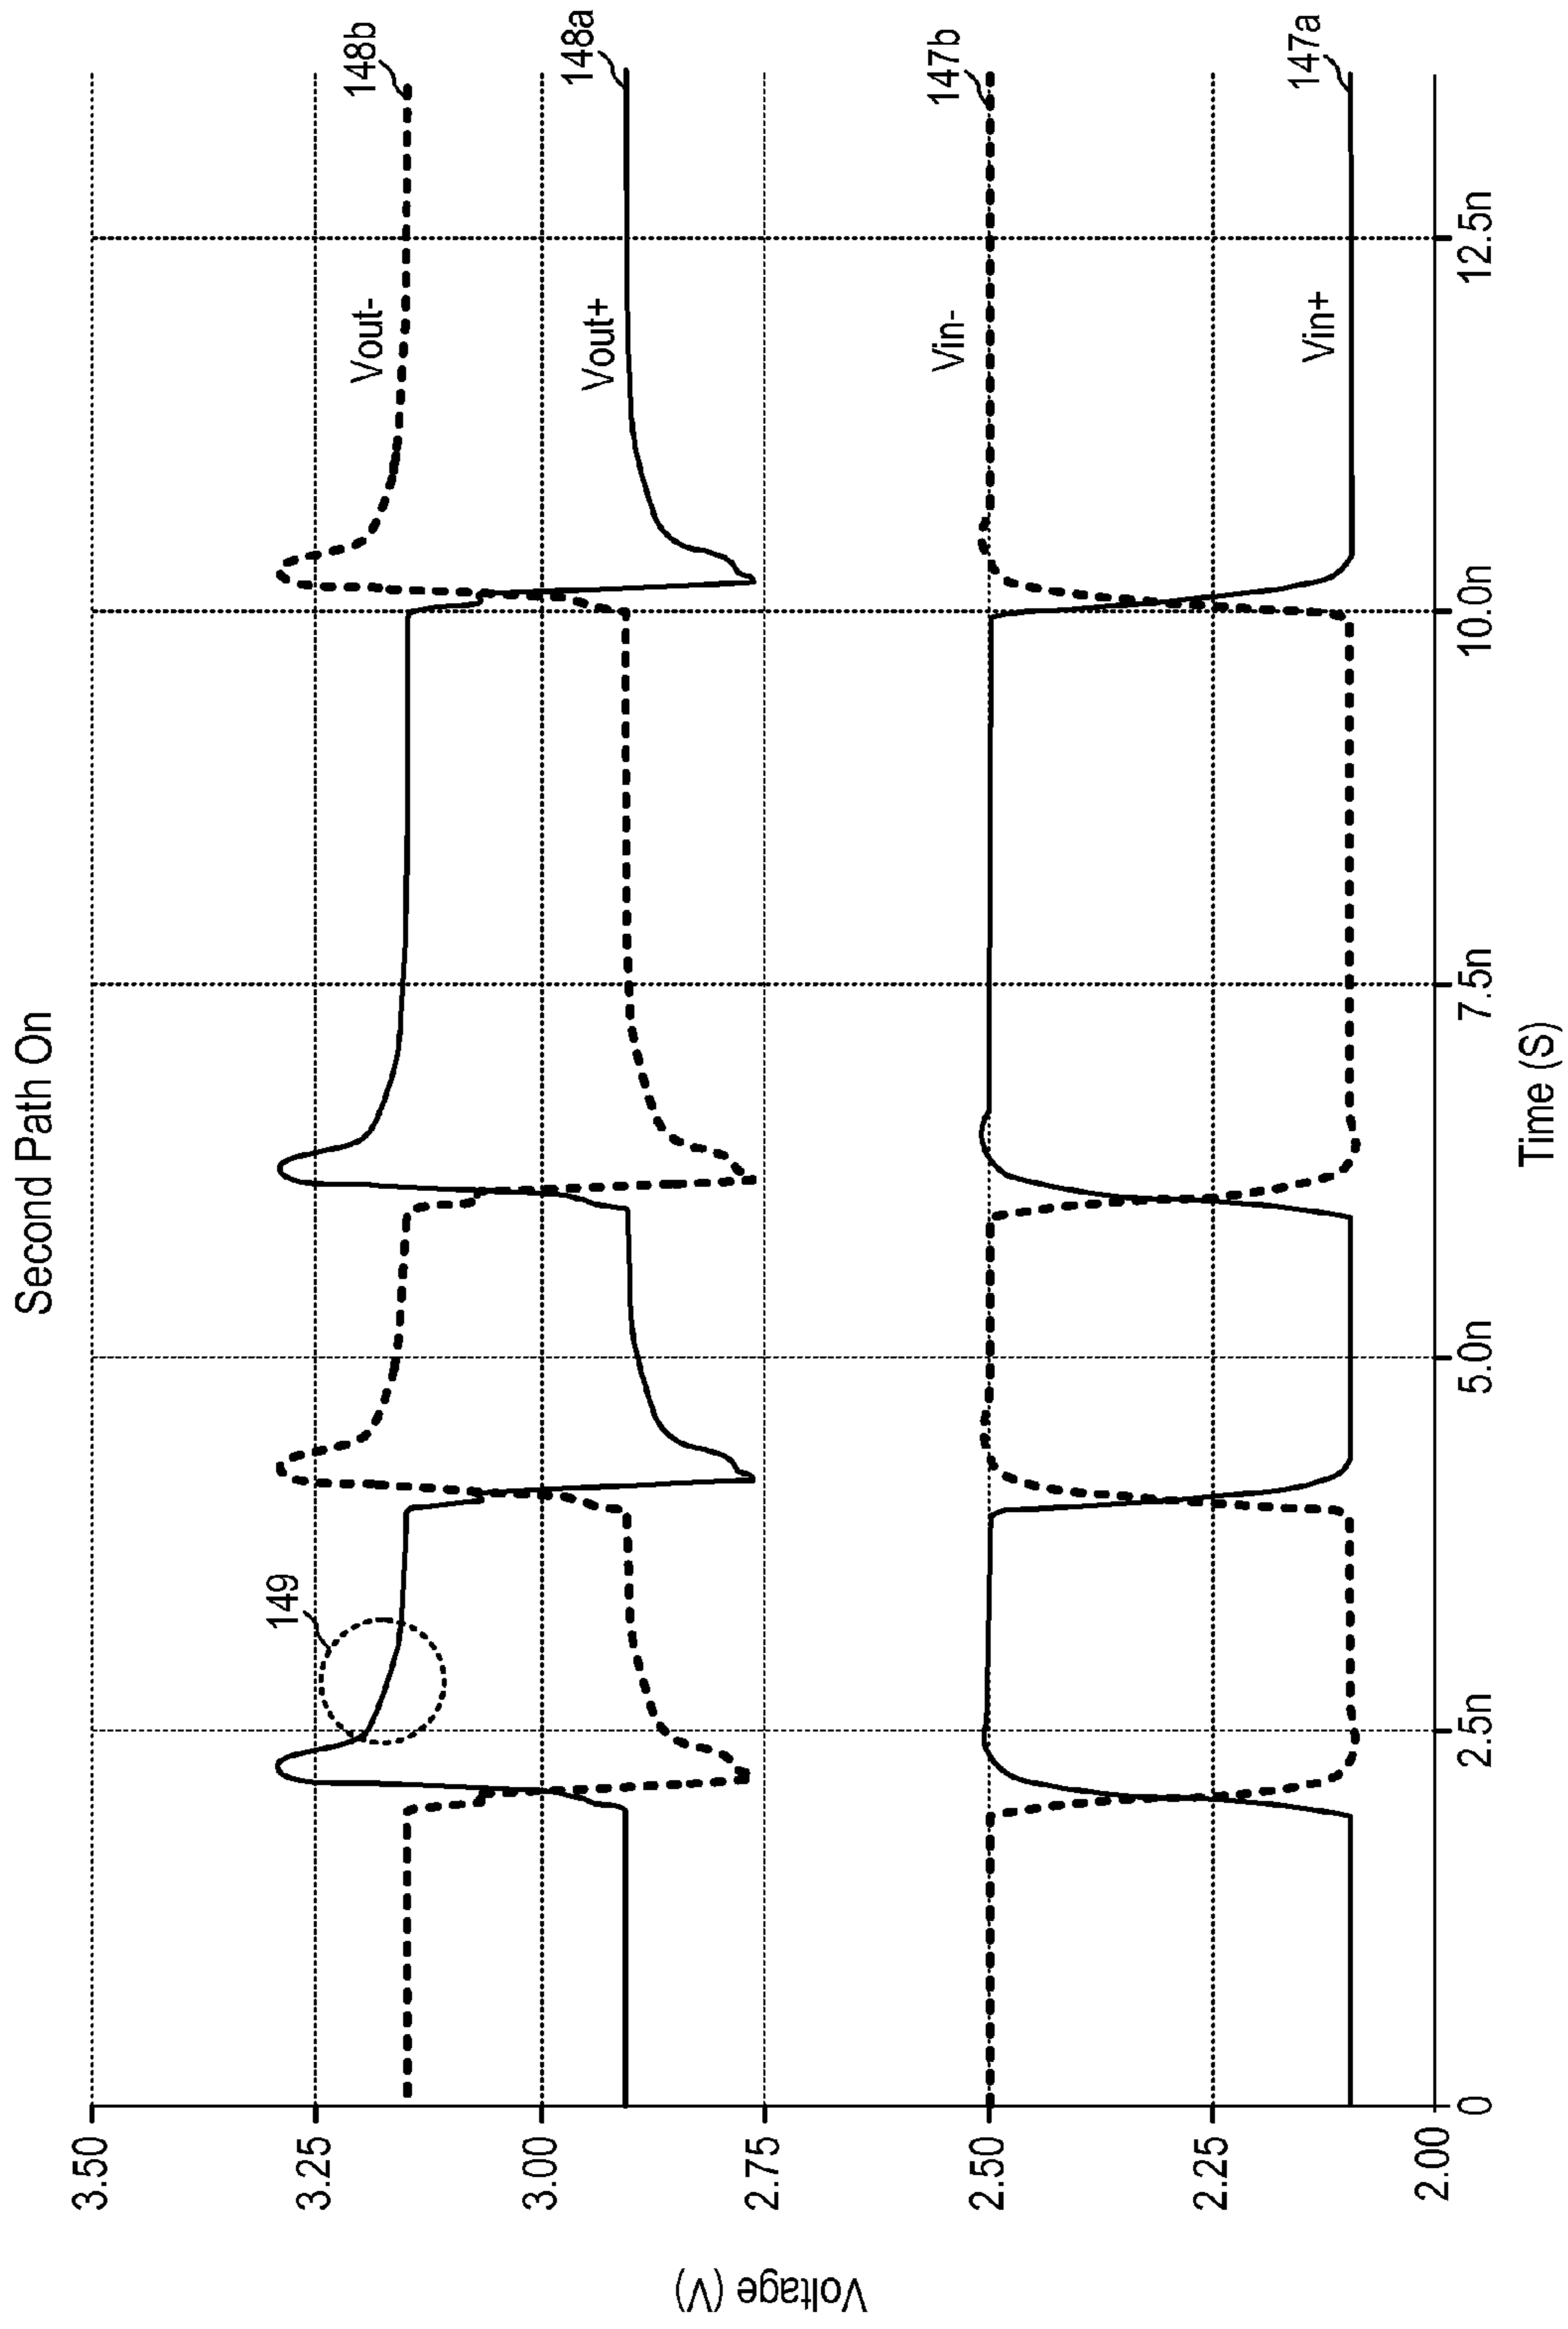 Second Path On
Voltage (V)
3.50
3.25
3.00
2.75
2.50
2.25
2.00
149
Vout-
148b
Vout+
148a
Vin-
147b
Vin+
147a
0
2.5n
5.0n
7.5n
10.0n
12.5n
Time (S)